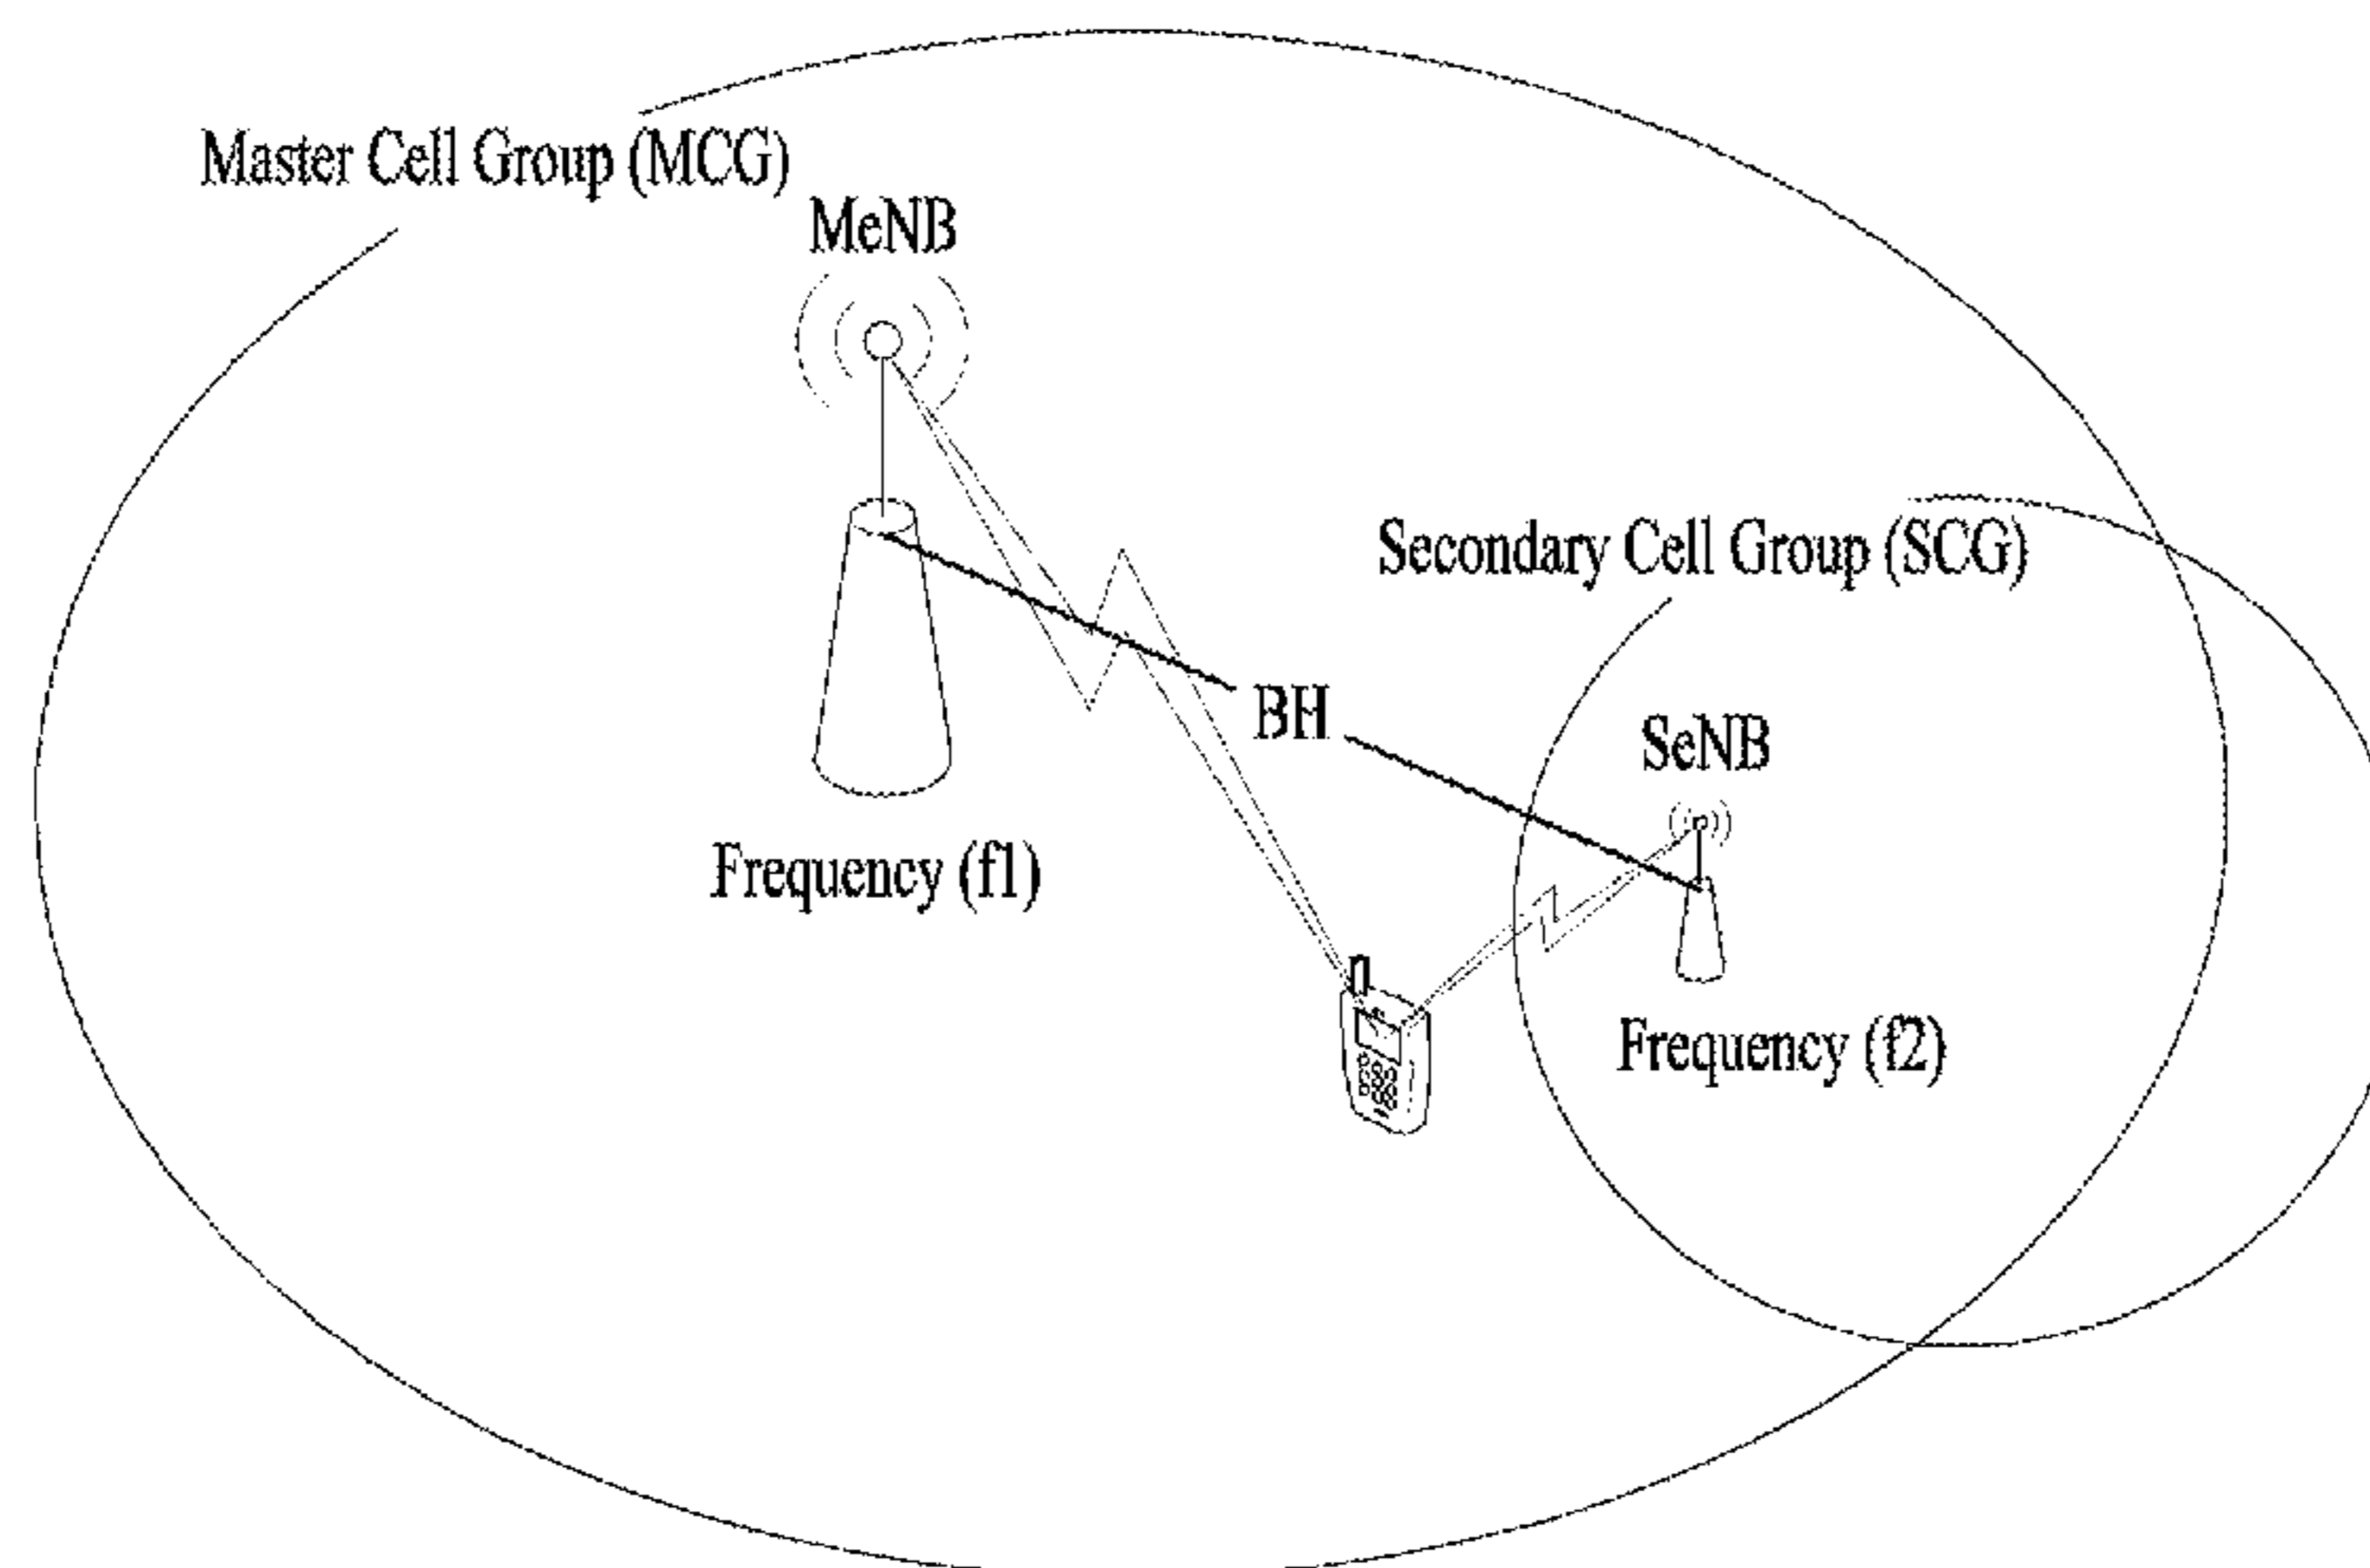 Master Cell Group (MCG)
MeNB
Secondary Cell Group (SCG)
BH
SeNB
Frequency (f1)
Frequency (f2)